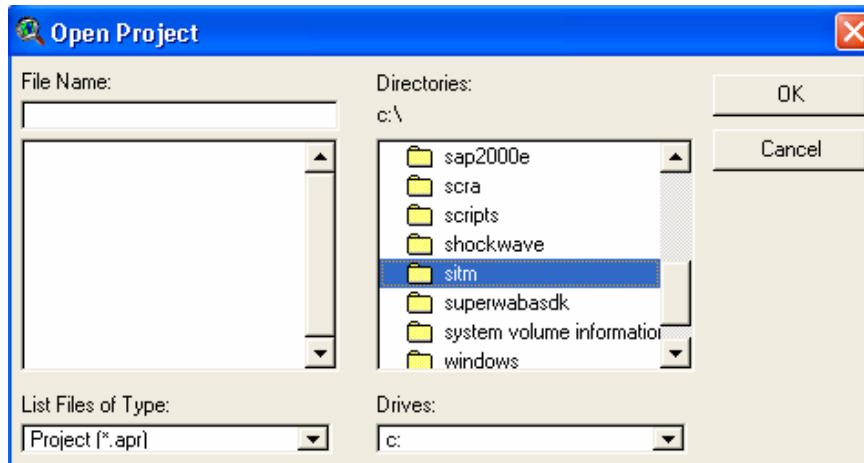 Open Project
File Name:
Directories:
c:\
OK
Cancel
sap2000e
scra
scripts
shockwave
sitm
superwabasdk
system volume information
windows
List Files of Type:
Project (*.apr)
Drives:
c: